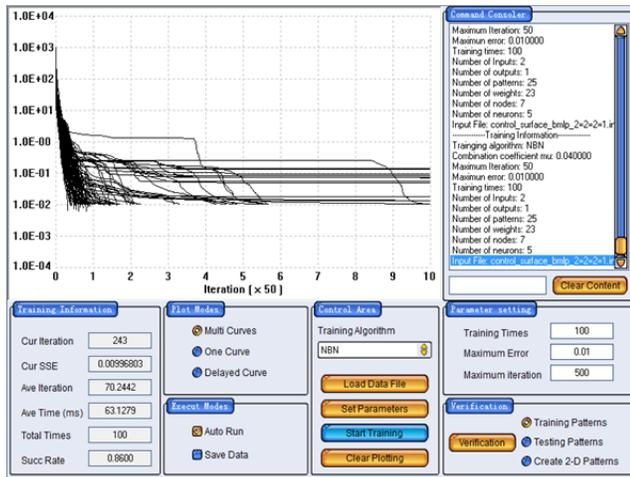 1.0E+04
1.0E+03
1.0E+02
1.0E+01
1.0E-00
1.0E-01
1.0E-02
1.0E-03
1.0E-04
0 1 2 3 4 5 6 7 8 9 10
Iteration [ x 50 ]
Command Consoler
Maximum Iteration: 50
Maximun error: 0.010000
Training times: 100
Number of Inputs: 2
Number of outputs: 1
Number of patterns: 25
Number of weights: 23
Number of nodes: 7
Number of neurons: 5
Input File: control_surface_bmlp_2=2=2=1.in
---------Training Information---------
Trainging algorithm: NBN
Combination coefficient mu: 0.040000
Maximum Iteration: 50
Maximun error: 0.010000
Training times: 100
Number of Inputs: 2
Number of outputs: 1
Number of patterns: 25
Number of weights: 23
Number of nodes: 7
Number of neurons: 5
Input File: control_surface_bmlp_2=2=2=1.in
Clear Content
Training Information
Cur Iteration 243
Cur SSE 0.00996803
Ave Iteration 70.2442
Ave Time (ms) 63.1279
Total Times 100
Succ Rate 0.8600
Plot Modes
Multi Curves
One Curve
Delayed Curve
Execut Modes
Auto Run
Save Data
Control Area
Training Algorithm
NBN
Load Data File
Set Parameters
Start Training
Clear Plotting
Parameter setting
Training Times 100
Maximum Error 0.01
Maximum iteration 500
Verification
Verification
Training Patterns
Testing Patterns
Create 2-D Patterns